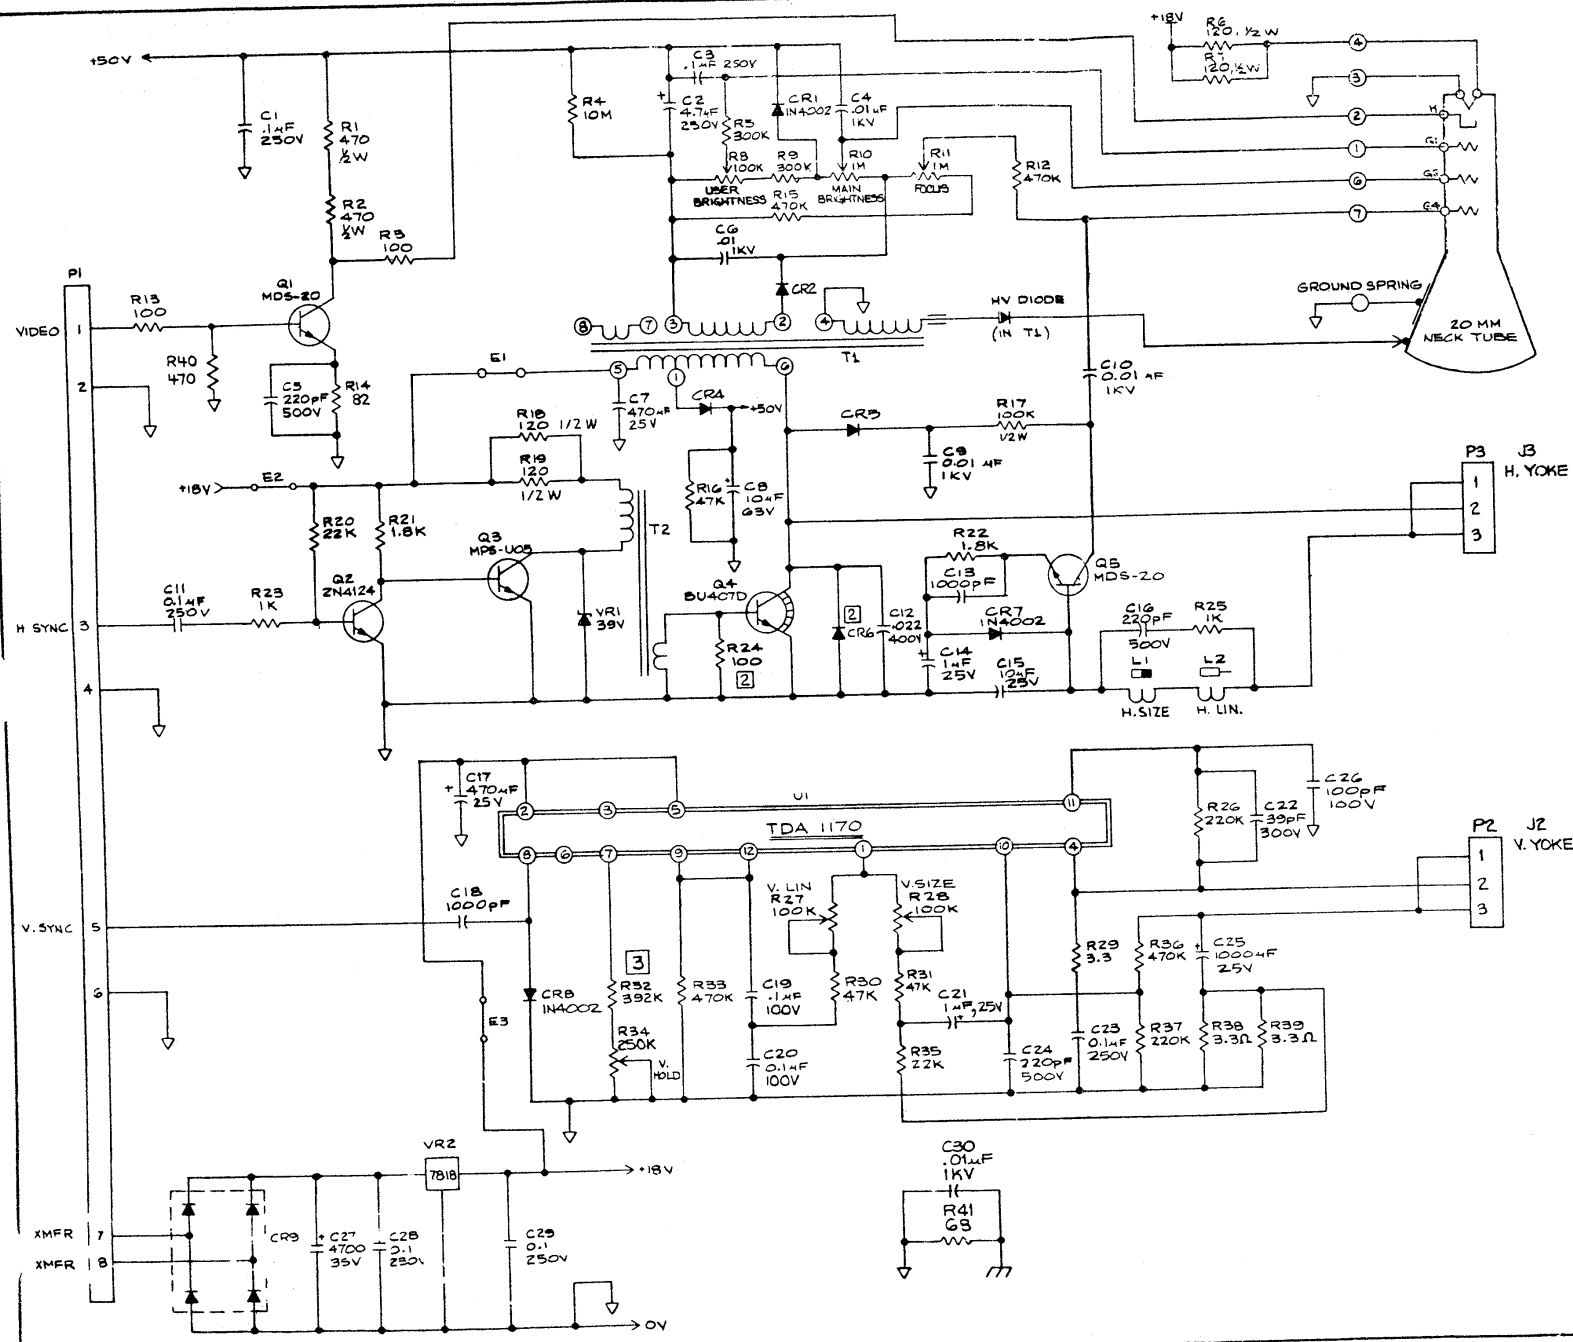 +50V
C1
.1µF
250V
R1
470
½W
R2
470
½W
R3
100
R4
10M
C3
.1µF 250V
+ C2
4.7µF
250V
R5
300K
CR1
1N4002
C4
.01µF
1KV
R8
100K
USER
BRIGHTNESS
R9
300K
R10
1M
MAIN
BRIGHTNESS
R11
1M
FOCUS
R12
470K
R15
470K
C6
.01
1KV
CR2
+18V
R6
120, ½W
R7
120, ½W
4
3
2
1
6
7
K
G1
G2
G4
GROUND SPRING
20 MM
NECK TUBE
HV DIODE
(IN T1)
8
7
3
2
4
T1
5
1
6
P1
VIDEO 1
R13
100
R40
470
Q1
MDS-20
C5
220pF
500V
R14
82
2
E1
C7
470µF
25V
CR4
+50V
R18
120 1/2W
R19
120
1/2W
T2
R16
47K
+ C8
10µF
63V
CR3
C9
0.01 µF
1KV
R17
100K
1/2W
C10
0.01 µF
1KV
P3
J3
H. YOKE
1
2
3
+18V
E2
R20
22K
R21
1.8K
Q3
MPS-U05
Q2
2N4124
C11
0.1µF
250V
R23
1K
H SYNC 3
VR1
39V
Q4
BU407D
R24
100
2
2
CR6
C12
.022
400V
R22
1.8K
C13
1000pF
CR7
1N4002
Q5
MDS-20
+ C14
1µF
25V
C15
10µF
25V
C16
220pF
500V
R25
1K
L1
H.SIZE
L2
H. LIN.
4
+ C17
470µF
25V
U1
TDA 1170
2
3
5
11
8
6
7
9
12
1
10
4
R26
220K
C22
39pF
300V
C26
100pF
100V
P2
J2
V. YOKE
1
2
3
C18
1000pF
V.SYNC 5
V. LIN
R27
100K
V.SIZE
R28
100K
3
CR8
1N4002
R32
392K
R34
250K
V.
HOLD
R33
470K
C19
.1µF
100V
C20
0.1µF
100V
R30
47K
R31
47K
C21
1µF, 25V
+
R35
22K
C24
220pF
500V
R29
3.3
C23
0.1µF
250V
R36
470K
R37
220K
+ C25
1000µF
25V
R38
3.3Ω
R39
3.3Ω
6
E3
VR2
7818
+18V
XMFR 7
XMFR 8
CR9
+ C27
4700
35V
C28
0.1
250V
C29
0.1
250V
0V
C30
.01µF
1KV
R41
68